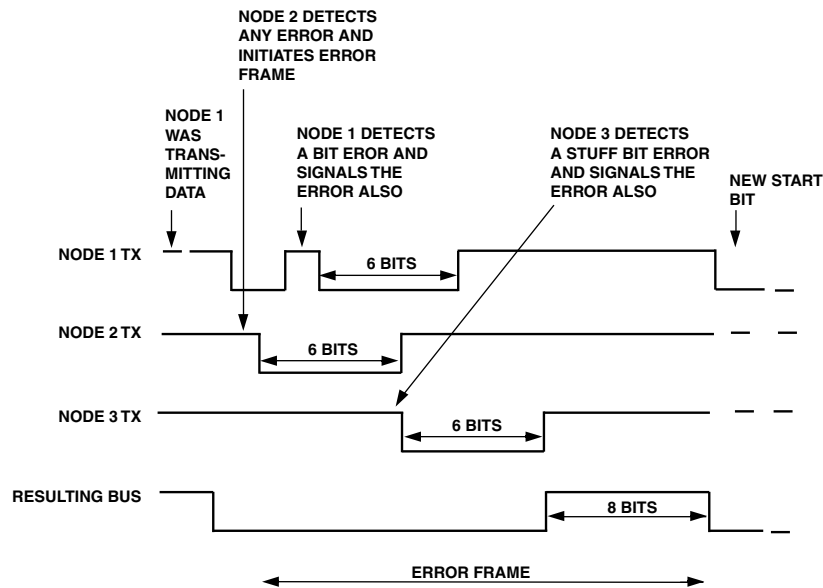 NODE 2 DETECTS
ANY ERROR AND
INITIATES ERROR
FRAME
NODE 1
WAS
TRANS-
MITTING
DATA
NODE 1 DETECTS
A BIT EROR AND
SIGNALS THE
ERROR ALSO
NODE 3 DETECTS
A STUFF BIT ERROR
AND SIGNALS THE
ERROR ALSO
NEW START
BIT
NODE 1 TX
6 BITS
NODE 2 TX
6 BITS
NODE 3 TX
6 BITS
RESULTING BUS
8 BITS
ERROR FRAME